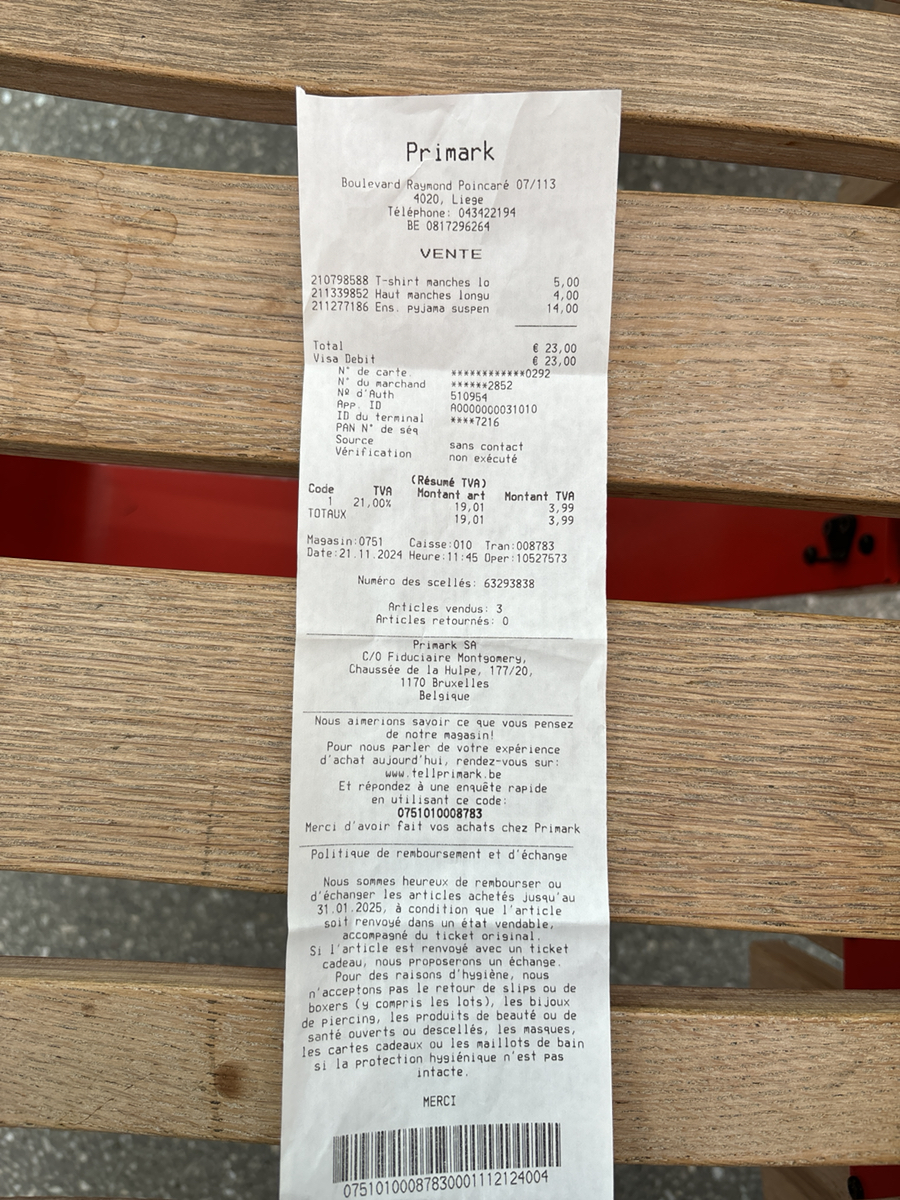 Primark
Boulevard Raymond Poincaré 07/113
4020, Liege
Téléphone: 043422194
BE 0817296264
VENTE
210798588 T-shirt manches lo 5,00
211339852 Haut manches longu 4,00
211277186 Ens. pyjama suspen 14,00
Total € 23,00
Visa Debit € 23,00
N° de carte ************0292
N° du marchand ******2852
Nº d'Auth 510954
App. ID A0000000031010
ID du terminal ****7216
PAN N° de séq
Source sans contact
Vérification non exécuté
(Résumé TVA)
Code TVA Montant art Montant TVA
1 21,00% 19,01 3,99
TOTAUX 19,01 3,99
Magasin:0751 Caisse:010 Tran:008783
Date:21.11.2024 Heure:11:45 Oper:10527573
Numéro des scellés: 63293838
Articles vendus: 3
Articles retournés: 0
Primark SA
C/O Fiduciaire Montgomery,
Chaussée de la Hulpe, 177/20,
1170 Bruxelles
Belgique
Nous aimerions savoir ce que vous pensez
de notre magasin!
Pour nous parler de votre expérience
d'achat aujourd'hui, rendez-vous sur:
www.tellprimark.be
Et répondez à une enquête rapide
en utilisant ce code:
0751010008783
Merci d'avoir fait vos achats chez Primark
Politique de remboursement et d'échange
Nous sommes heureux de rembourser ou
d'échanger les articles achetés jusqu'au
31.01.2025, à condition que l'article
soit renvoyé dans un état vendable,
accompagné du ticket original.
Si l'article est renvoyé avec un ticket
cadeau, nous proposerons un échange.
Pour des raisons d'hygiène, nous
n'acceptons pas le retour de slips ou de
boxers (y compris les lots), les bijoux
de piercing, les produits de beauté ou de
santé ouverts ou descellés, les masques,
les cartes cadeaux ou les maillots de bain
si la protection hygiénique n'est pas
intacte.
MERCI
07510100087830001112124004